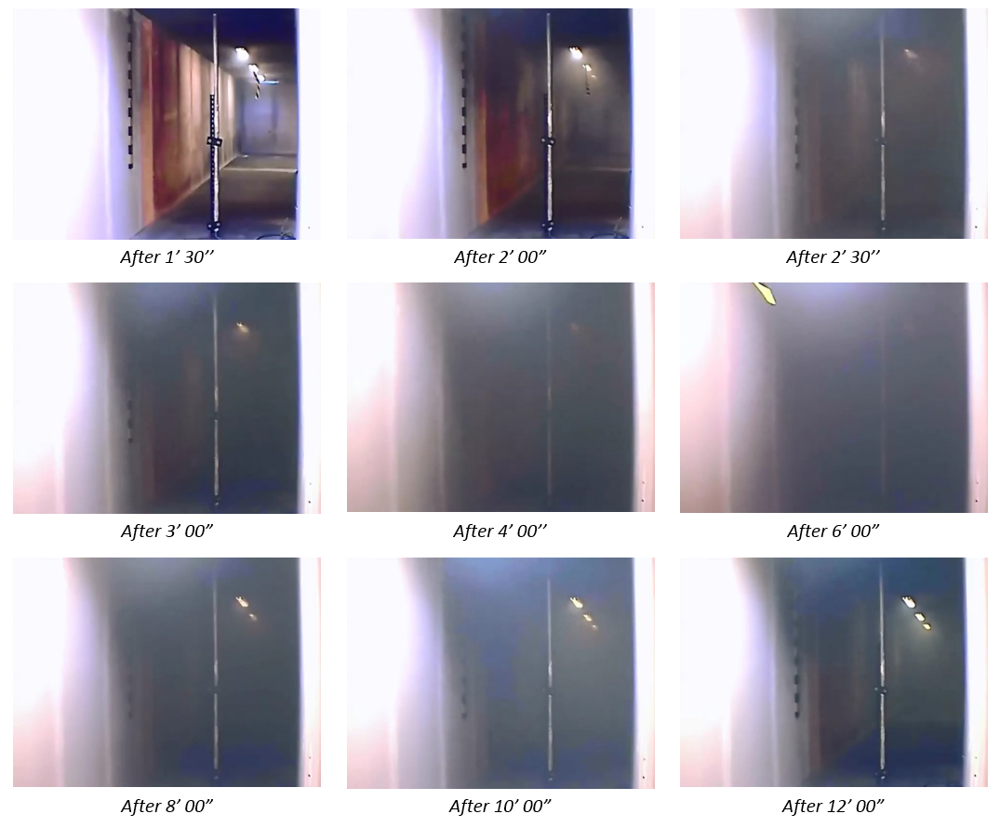 After 1’ 30’’
After 2’ 00”
After 2’ 30’’
After 3’ 00”
After 4’ 00’’
After 6’ 00”
After 8’ 00”
After 10’ 00”
After 12’ 00”